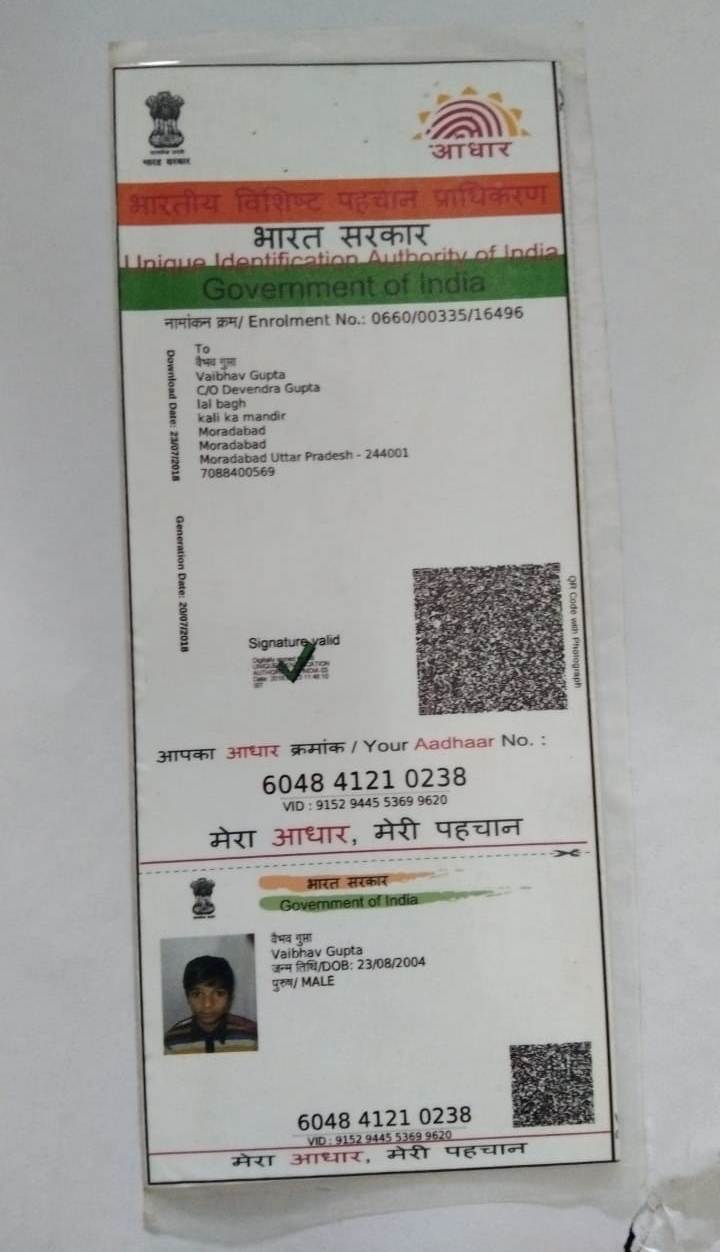 भारत सरकार
आधार
भारतीय विशिष्ट पहचान प्राधिकरण
भारत सरकार
Unique Identification Authority of India
Government of India
नामांकन क्रम/ Enrolment No.: 0660/00335/16496
To
वैभव गुप्ता
Vaibhav Gupta
C/O Devendra Gupta
lal bagh
kali ka mandir
Moradabad
Moradabad
Moradabad Uttar Pradesh - 244001
7088400569
Download Date: 23/07/2018
Generation Date: 20/07/2018
QR Code with Photograph
Signature valid
आपका आधार क्रमांक / Your Aadhaar No. :
6048 4121 0238
VID : 9152 9445 5369 9620
मेरा आधार, मेरी पहचान
भारत सरकार
Government of India
वैभव गुप्ता
Vaibhav Gupta
जन्म तिथि/DOB: 23/08/2004
पुरुष/ MALE
6048 4121 0238
VID : 9152 9445 5369 9620
मेरा आधार, मेरी पहचान